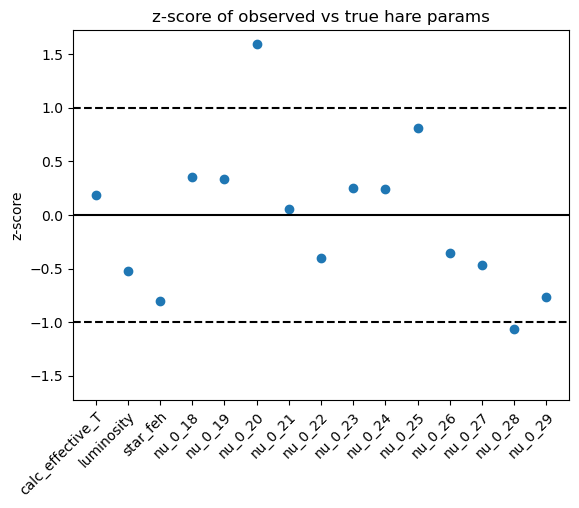 z-score of observed vs true hare params
z-score
1.5
1.0
0.5
0.0
−0.5
−1.0
−1.5
calc_effective_T
luminosity
star_feh
nu_0_18
nu_0_19
nu_0_20
nu_0_21
nu_0_22
nu_0_23
nu_0_24
nu_0_25
nu_0_26
nu_0_27
nu_0_28
nu_0_29